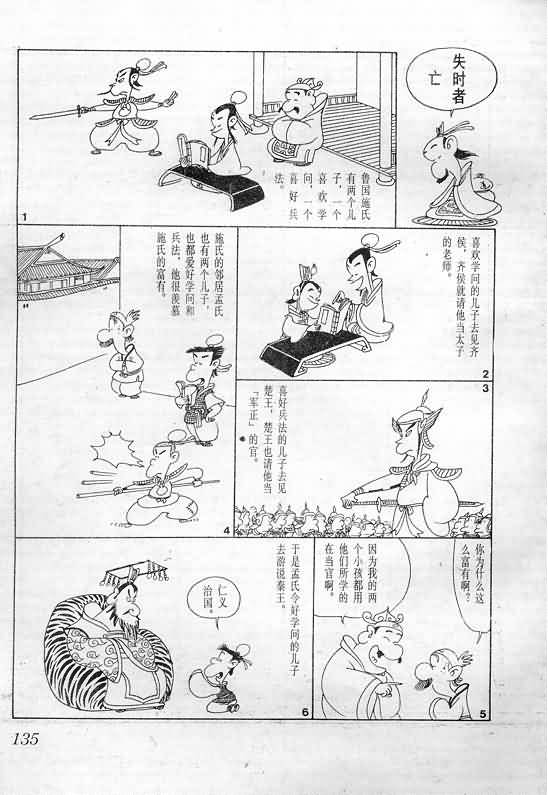 失时者
亡
鲁国施氏
有两个儿
子，一个
喜欢学
问，一个
喜好兵
法。
1
喜欢学问的儿子去见齐
侯，齐侯就请他当太子
的老师。
2
喜好兵法的儿子去见
楚王，楚王也请他当
「军正」的官。
3
施氏的邻居孟氏
也有两个儿子，
也都爱好学问和
兵法，他很羡慕
施氏的富有。
4
你为什么这
么富有啊？
因为我的两
个小孩都用
他们所学的
在当官啊。
5
于是孟氏令好学问的儿子
去游说秦王。
仁义
治国。
6
135